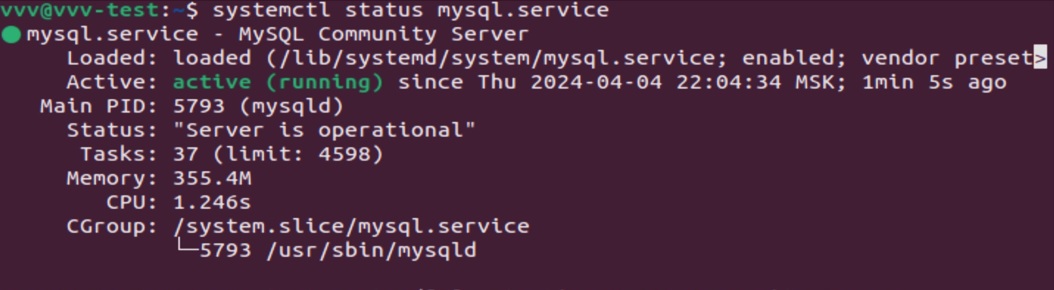 vvv@vvv-test:~$ systemctl status mysql.service
● mysql.service - MySQL Community Server
Loaded: loaded (/lib/systemd/system/mysql.service; enabled; vendor preset>
Active: active (running) since Thu 2024-04-04 22:04:34 MSK; 1min 5s ago
Main PID: 5793 (mysqld)
Status: "Server is operational"
Tasks: 37 (limit: 4598)
Memory: 355.4M
CPU: 1.246s
CGroup: /system.slice/mysql.service
└─5793 /usr/sbin/mysqld